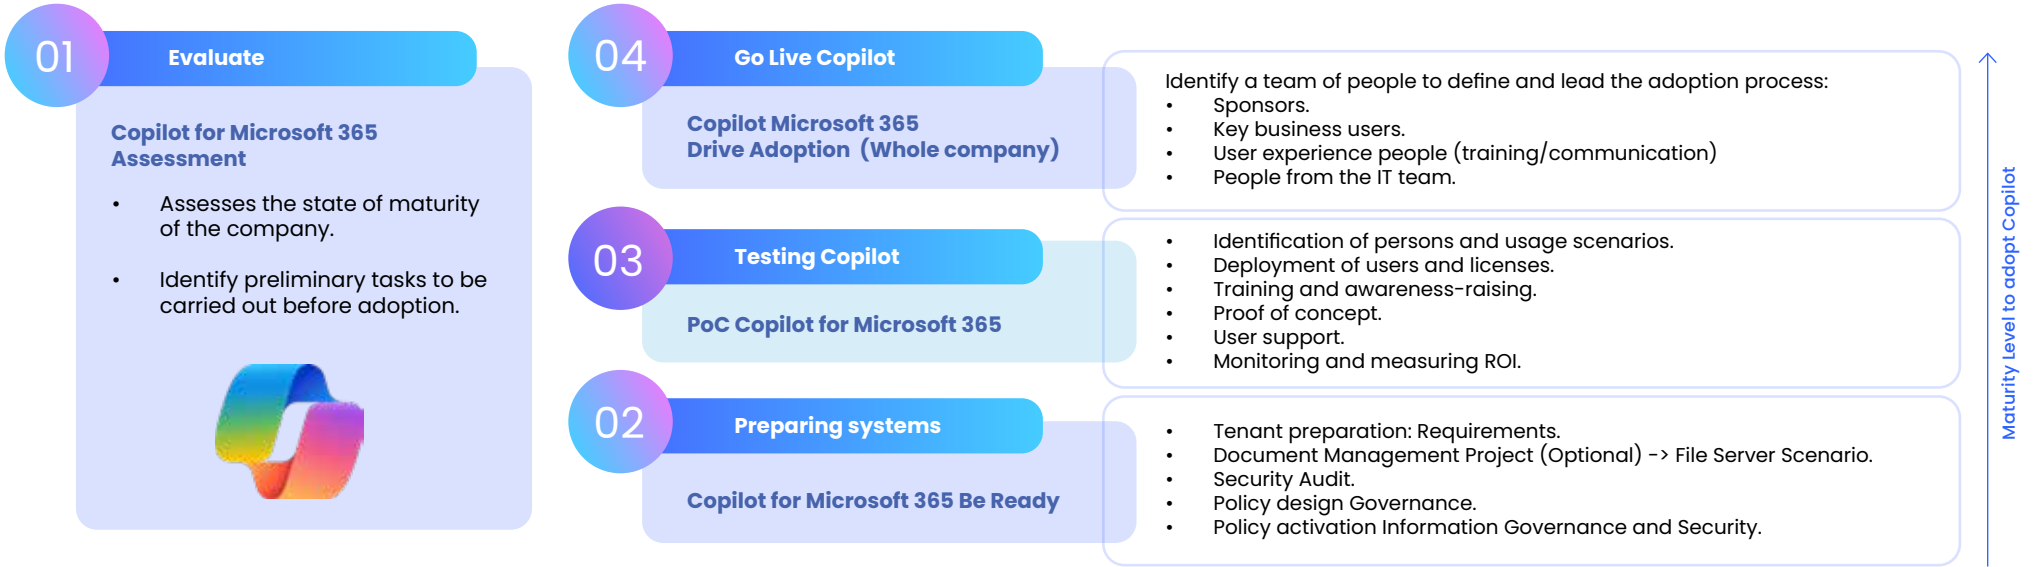 01
Evaluate
Copilot for Microsoft 365
Assessment
• Assesses the state of maturity
of the company.
• Identify preliminary tasks to be
carried out before adoption.
04
Go Live Copilot
Copilot Microsoft 365
Drive Adoption (Whole company)
Identify a team of people to define and lead the adoption process:
• Sponsors.
• Key business users.
• User experience people (training/communication)
• People from the IT team.
03
Testing Copilot
PoC Copilot for Microsoft 365
• Identification of persons and usage scenarios.
• Deployment of users and licenses.
• Training and awareness-raising.
• Proof of concept.
• User support.
• Monitoring and measuring ROI.
02
Preparing systems
Copilot for Microsoft 365 Be Ready
• Tenant preparation: Requirements.
• Document Management Project (Optional) -> File Server Scenario.
• Security Audit.
• Policy design Governance.
• Policy activation Information Governance and Security.
Maturity Level to adopt Copilot